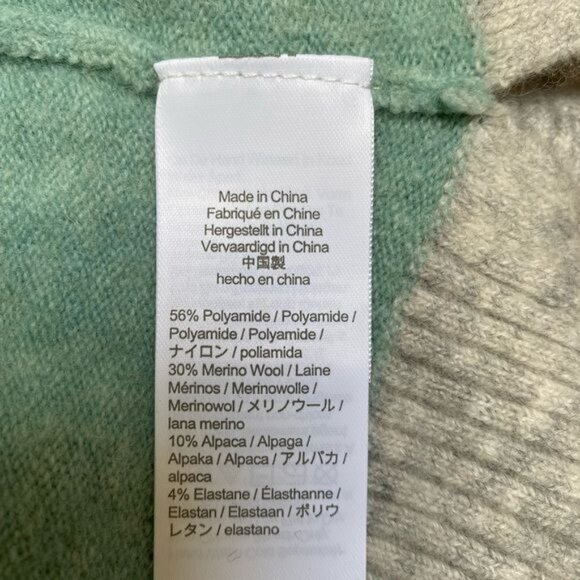 Made in China
Fabriqué en Chine
Hergestellt in China
Vervaardigd in China
中国製
hecho en china
56% Polyamide / Polyamide /
Polyamide / Polyamide /
ナイロン / poliamida
30% Merino Wool / Laine
Mérinos / Merinowolle /
Merinowol / メリノウール /
lana merino
10% Alpaca / Alpaga /
Alpaka / Alpaca / アルパカ /
alpaca
4% Elastane / Élasthanne /
Elastan / Elastaan / ポリウ
レタン / elastano